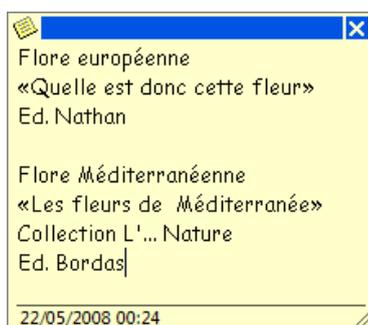 Flore européenne
«Quelle est donc cette fleur»
Ed. Nathan
Flore Méditerranéenne
«Les fleurs de Méditerranée»
Collection L'... Nature
Ed. Bordas
22/05/2008 00:24